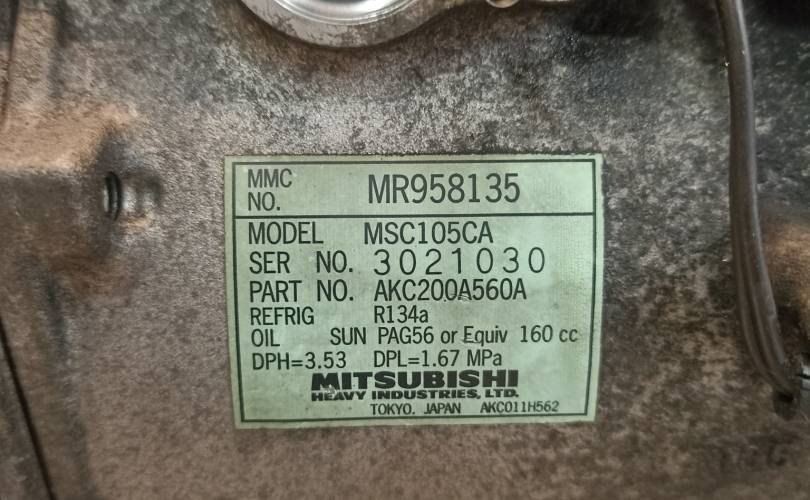 MMC NO. MR958135
MODEL MSC105CA
SER NO. 3021030
PART NO. AKC200A560A
REFRIG R134a
OIL SUN PAG56 or Equiv 160 cc
DPH=3.53 DPL=1.67 MPa
MITSUBISHI
HEAVY INDUSTRIES, LTD.
TOKYO. JAPAN AKC011H562